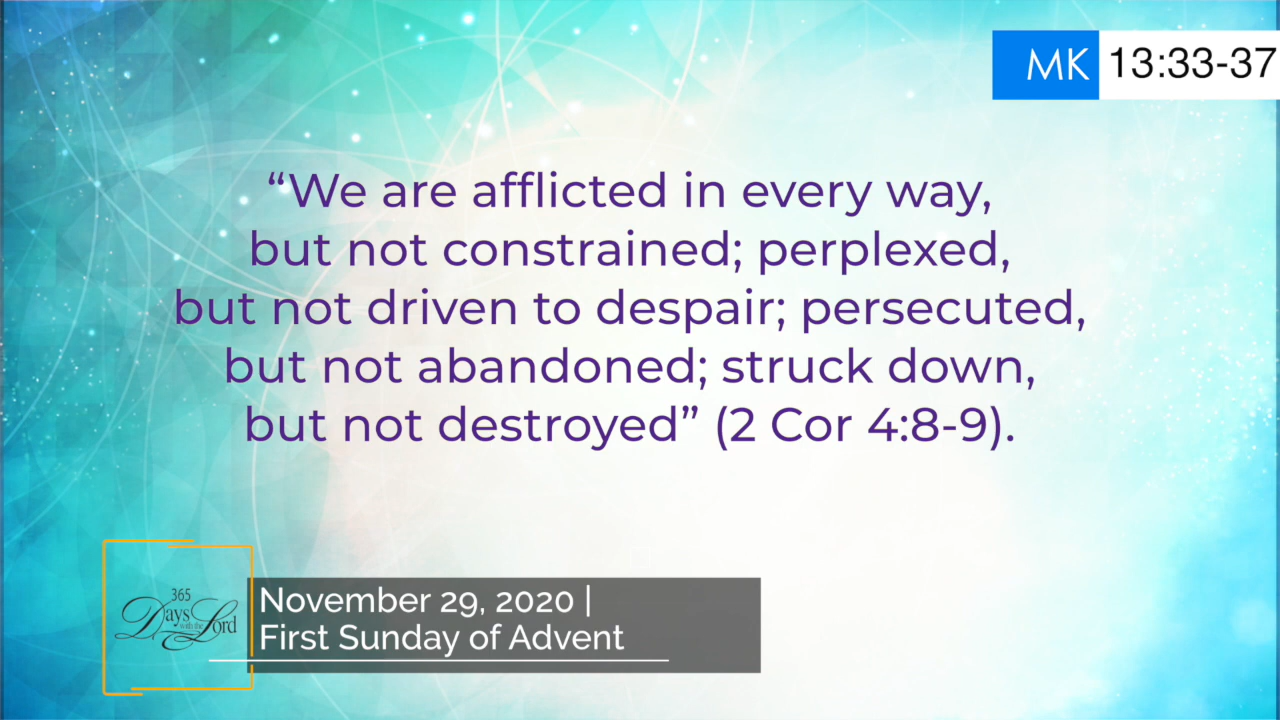 MK 13:33-37
“We are afflicted in every way,
but not constrained; perplexed,
but not driven to despair; persecuted,
but not abandoned; struck down,
but not destroyed” (2 Cor 4:8-9).
365
Days with the Lord
November 29, 2020 |
First Sunday of Advent